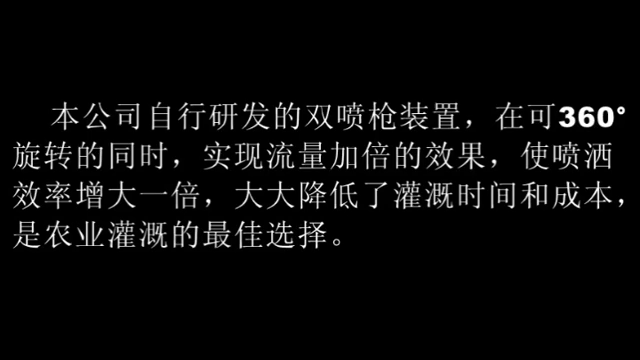 本公司自行研发的双喷枪装置，在可360°
旋转的同时，实现流量加倍的效果，使喷洒
效率增大一倍，大大降低了灌溉时间和成本，
是农业灌溉的最佳选择。